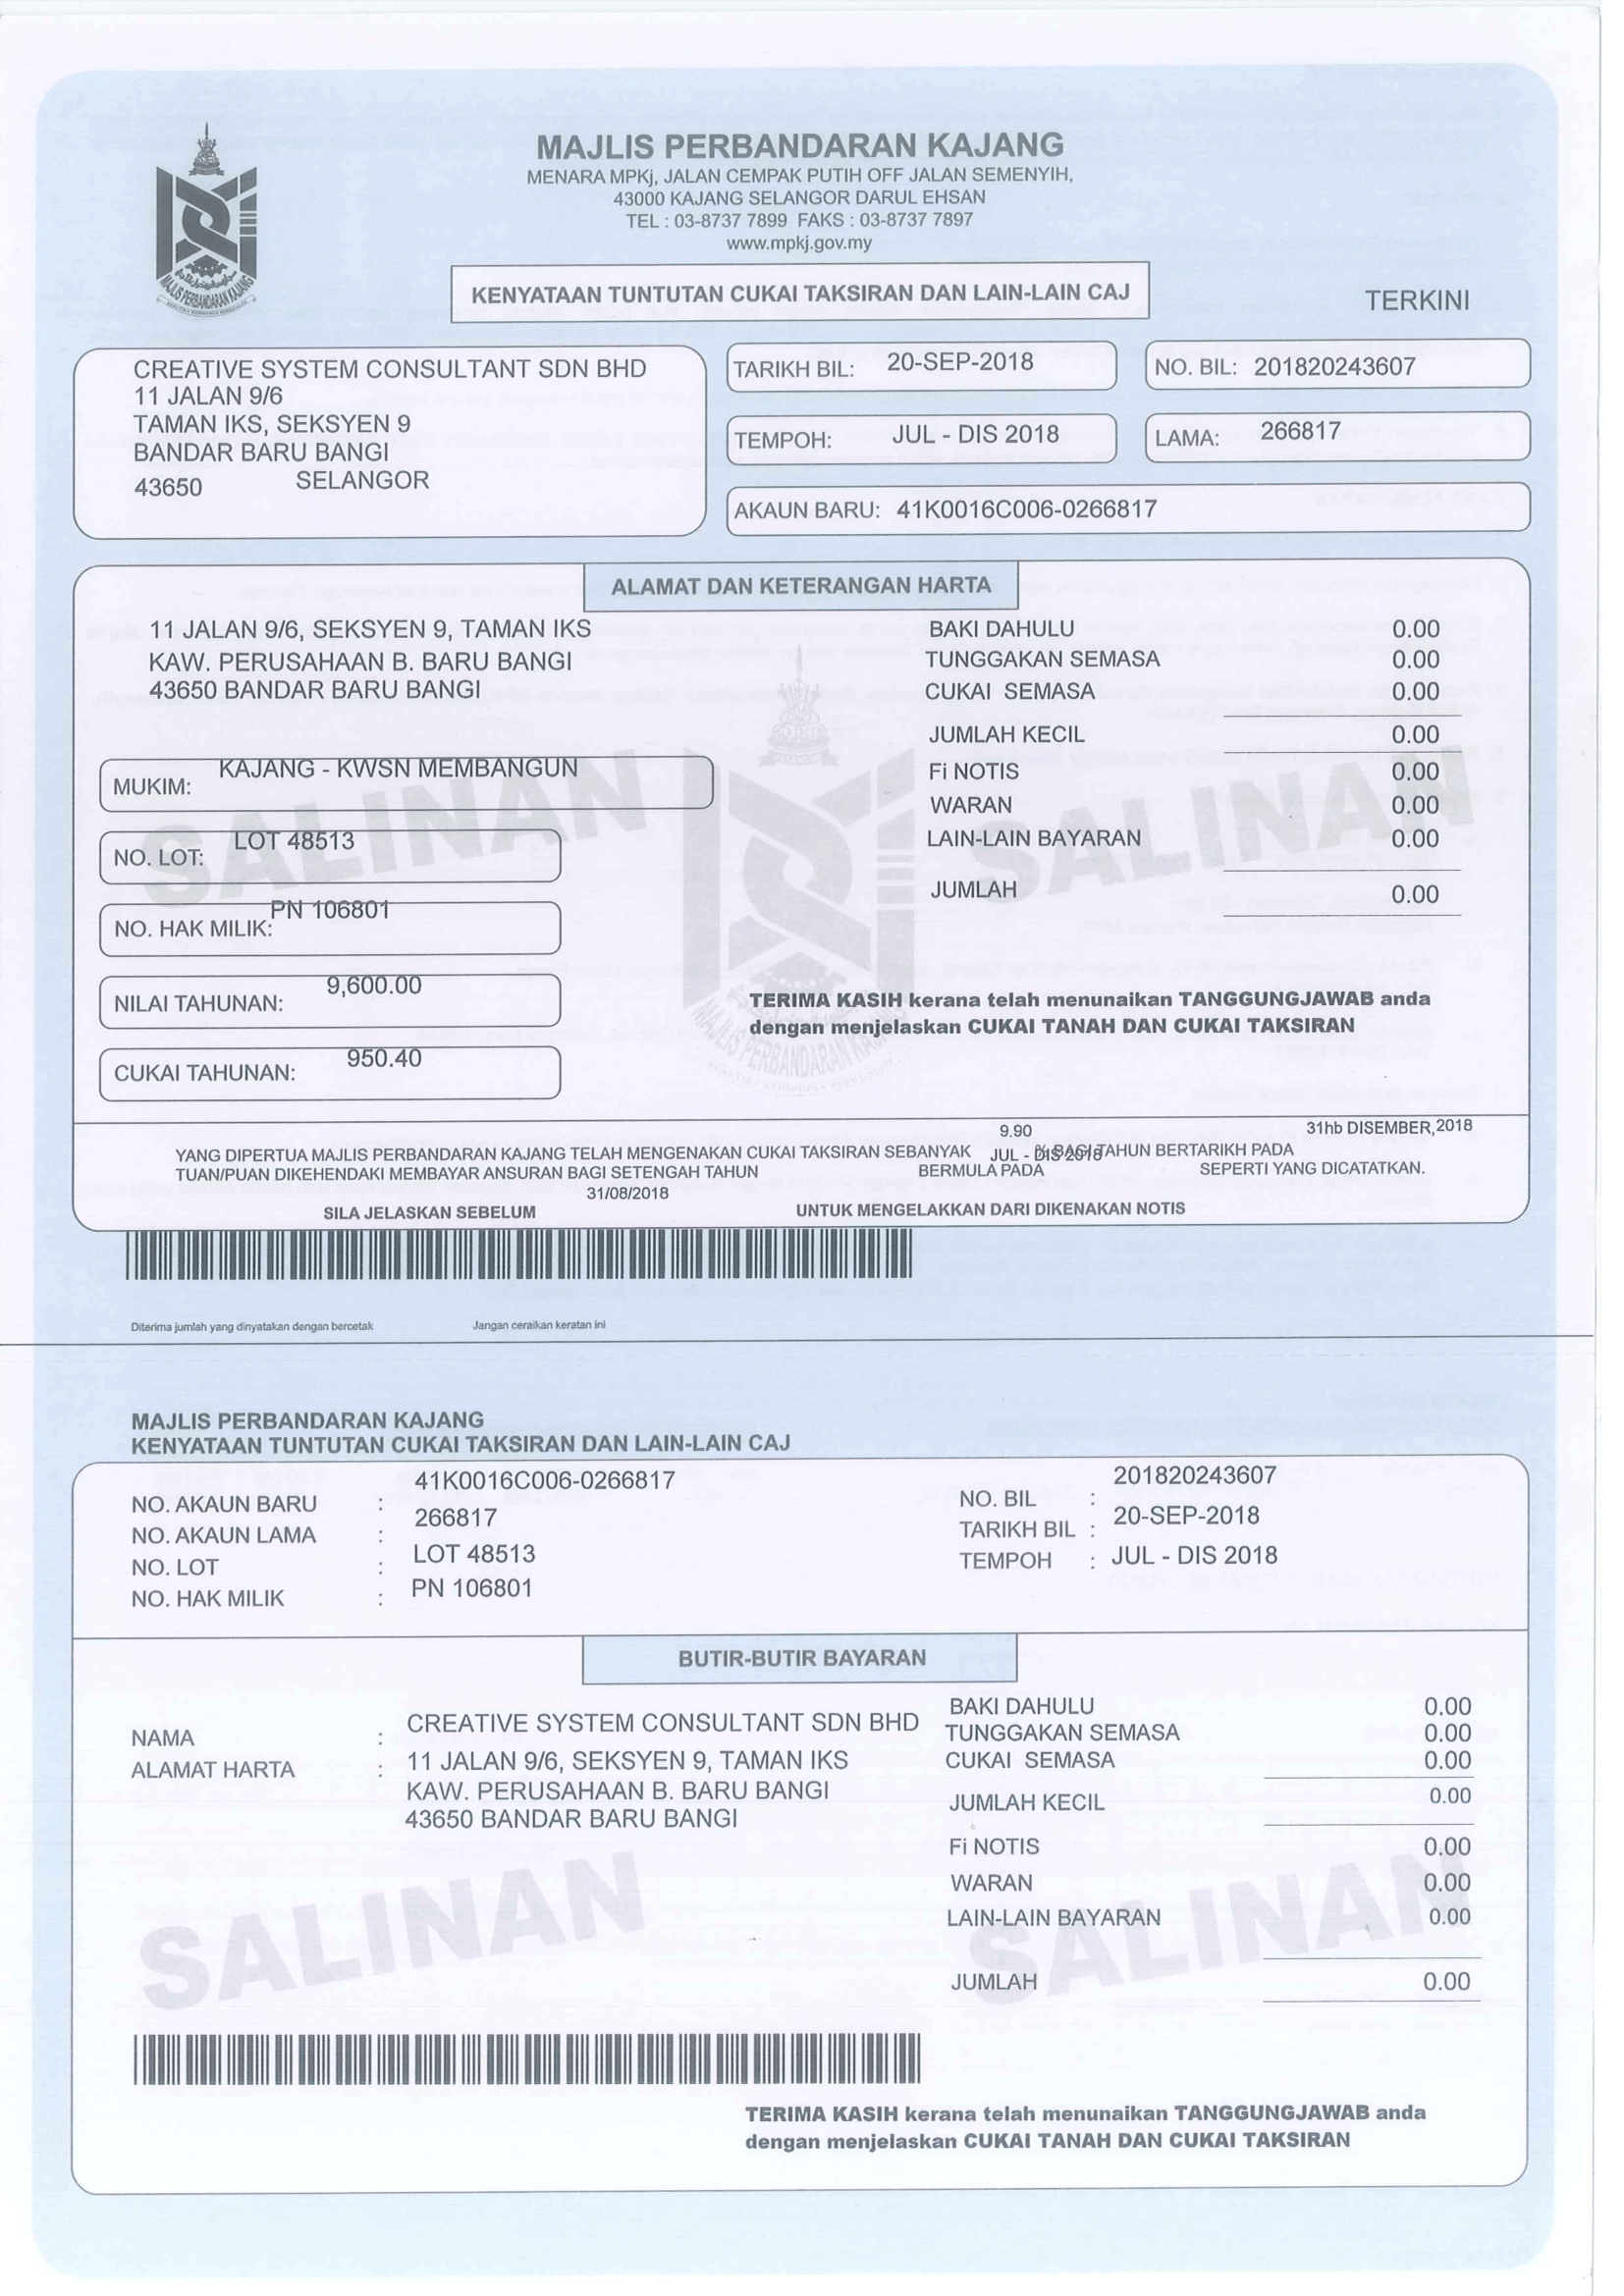 MAJLIS PERBANDARAN KAJANG
MENARA MPKj, JALAN CEMPAK PUTIH OFF JALAN SEMENYIH,
43000 KAJANG SELANGOR DARUL EHSAN
TEL : 03-8737 7899 FAKS : 03-8737 7897
www.mpkj.gov.my
MAJLIS PERBANDARAN KAJANG
KENYATAAN TUNTUTAN CUKAI TAKSIRAN DAN LAIN-LAIN CAJ
TERKINI
CREATIVE SYSTEM CONSULTANT SDN BHD
11 JALAN 9/6
TAMAN IKS, SEKSYEN 9
BANDAR BARU BANGI
43650 SELANGOR
TARIKH BIL: 20-SEP-2018
NO. BIL: 201820243607
TEMPOH: JUL - DIS 2018
LAMA: 266817
AKAUN BARU: 41K0016C006-0266817
ALAMAT DAN KETERANGAN HARTA
11 JALAN 9/6, SEKSYEN 9, TAMAN IKS
KAW. PERUSAHAAN B. BARU BANGI
43650 BANDAR BARU BANGI
MUKIM: KAJANG - KWSN MEMBANGUN
NO. LOT: LOT 48513
NO. HAK MILIK: PN 106801
NILAI TAHUNAN: 9,600.00
CUKAI TAHUNAN: 950.40
BAKI DAHULU 0.00
TUNGGAKAN SEMASA 0.00
CUKAI SEMASA 0.00
JUMLAH KECIL 0.00
Fi NOTIS 0.00
WARAN 0.00
LAIN-LAIN BAYARAN 0.00
JUMLAH 0.00
SALINAN
SALINAN
MAJLIS PERBANDARAN KAJANG
TERIMA KASIH kerana telah menunaikan TANGGUNGJAWAB anda
dengan menjelaskan CUKAI TANAH DAN CUKAI TAKSIRAN
9.90 31hb DISEMBER,2018
YANG DIPERTUA MAJLIS PERBANDARAN KAJANG TELAH MENGENAKAN CUKAI TAKSIRAN SEBANYAK % BAGI TAHUN BERTARIKH PADA
JUL - DIS 2018
TUAN/PUAN DIKEHENDAKI MEMBAYAR ANSURAN BAGI SETENGAH TAHUN BERMULA PADA SEPERTI YANG DICATATKAN.
31/08/2018
SILA JELASKAN SEBELUM UNTUK MENGELAKKAN DARI DIKENAKAN NOTIS
Diterima jumlah yang dinyatakan dengan bercetak Jangan ceraikan keratan ini
MAJLIS PERBANDARAN KAJANG
KENYATAAN TUNTUTAN CUKAI TAKSIRAN DAN LAIN-LAIN CAJ
NO. AKAUN BARU : 41K0016C006-0266817
NO. AKAUN LAMA : 266817
NO. LOT : LOT 48513
NO. HAK MILIK : PN 106801
NO. BIL : 201820243607
TARIKH BIL : 20-SEP-2018
TEMPOH : JUL - DIS 2018
BUTIR-BUTIR BAYARAN
NAMA : CREATIVE SYSTEM CONSULTANT SDN BHD
ALAMAT HARTA : 11 JALAN 9/6, SEKSYEN 9, TAMAN IKS
KAW. PERUSAHAAN B. BARU BANGI
43650 BANDAR BARU BANGI
BAKI DAHULU 0.00
TUNGGAKAN SEMASA 0.00
CUKAI SEMASA 0.00
JUMLAH KECIL 0.00
Fi NOTIS 0.00
WARAN 0.00
LAIN-LAIN BAYARAN 0.00
JUMLAH 0.00
SALINAN
SALINAN
TERIMA KASIH kerana telah menunaikan TANGGUNGJAWAB anda
dengan menjelaskan CUKAI TANAH DAN CUKAI TAKSIRAN